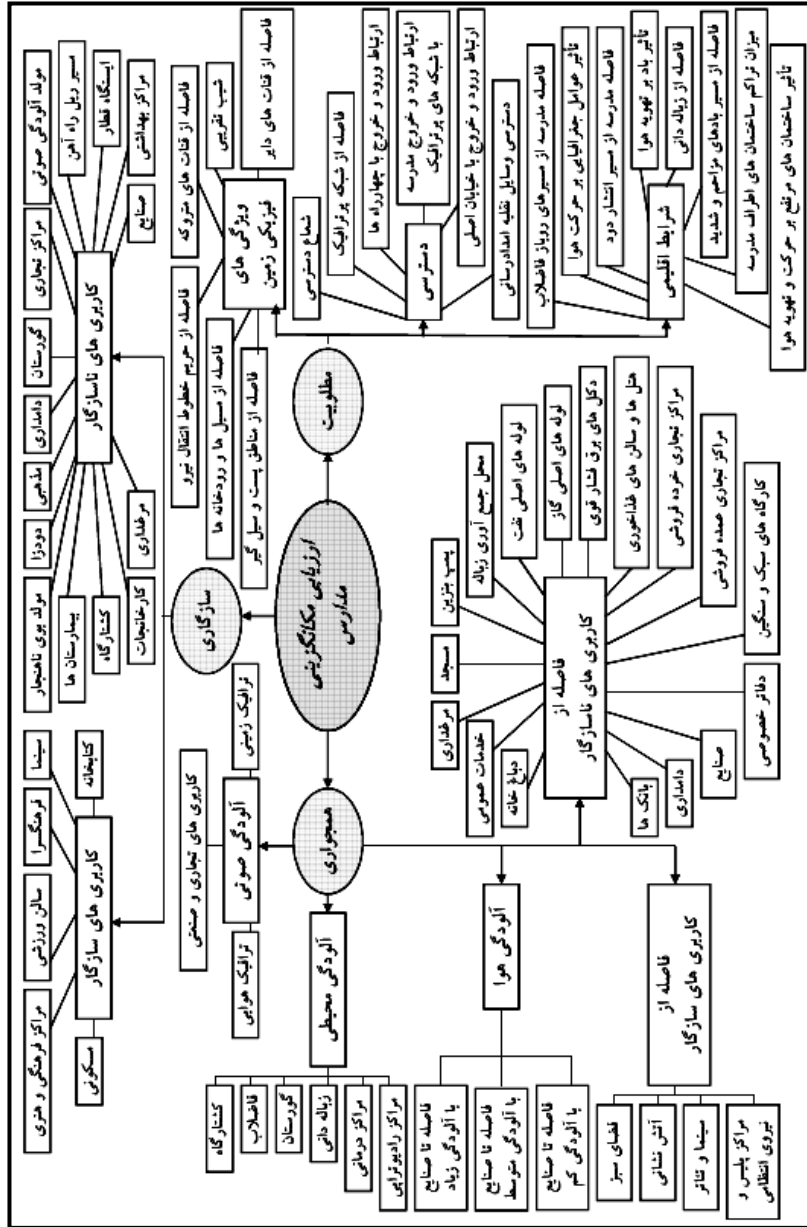 ارزیابی مکانگزینی
مدارس
سازگاری
کاربری های سازگار
مسکونی
مراکز فرهنگی و هنری
سالن ورزشی
فرهنگسرا
سینما
کتابخانه
کاربری های ناسازگار
مولد بوی ناهنجار
دودزا
مذهبی
دامداری
گورستان
مراکز تجاری
مولد آلودگی صوتی
مسیر ریل راه آهن
ایستگاه قطار
مراکز بهداشتی
صنایع
بیمارستان ها
کشتارگاه
کارخانجات
مرغداری
مطلوبیت
ویژگی های
فیزیکی زمین
فاصله از حریم خطوط انتقال نیرو
فاصله از قنات های متروکه
شیب تقریبی
فاصله از قنات های دایر
فاصله از مسیل ها و رودخانه ها
فاصله از مناطق پست و سیل گیر
دسترسی
شعاع دسترسی
فاصله از شبکه پرترافیک
ارتباط ورود و خروج با چهارراه ها
ارتباط ورود و خروج مدرسه
با شبکه های پرترافیک
ارتباط ورود و خروج با خیابان اصلی
دسترسی وسایل نقلیه امدادرسانی
شرایط اقلیمی
فاصله مدرسه از مسیرهای روباز فاضلاب
تأثیر عوامل جغرافیایی بر حرکت هوا
فاصله مدرسه از مسیر انتشار دود
تأثیر باد بر تهویه هوا
فاصله از زباله دانی
فاصله از مسیر بادهای مزاحم و شدید
میزان تراکم ساختمان های اطراف مدرسه
تأثیر ساختمان های مرتفع بر حرکت و تهویه هوا
همجواری
آلودگی صوتی
ترافیک هوایی
کاربری های تجاری و صنعتی
ترافیک زمینی
آلودگی محیطی
کشتارگاه
فاضلاب
گورستان
زباله دانی
مراکز درمانی
مراکز رادیوتراپی
آلودگی هوا
فاصله تا صنایع
با آلودگی زیاد
فاصله تا صنایع
با آلودگی متوسط
فاصله تا صنایع
با آلودگی کم
فاصله از
کاربری های سازگار
فضای سبز
آتش نشانی
سینما و تئاتر
مراکز پلیس و
نیروی انتظامی
فاصله از
کاربری های ناسازگار
دباغ خانه
خدمات عمومی
مرغداری
مسجد
پمپ بنزین
محل جمع آوری زباله
لوله های اصلی نفت
لوله های اصلی گاز
دکل های برق فشار قوی
هتل ها و سالن های غذاخوری
مراکز تجاری خرده فروشی
مراکز تجاری عمده فروشی
کارگاه های سبک و سنگین
دفاتر خصوصی
صنایع
دامداری
بانک ها